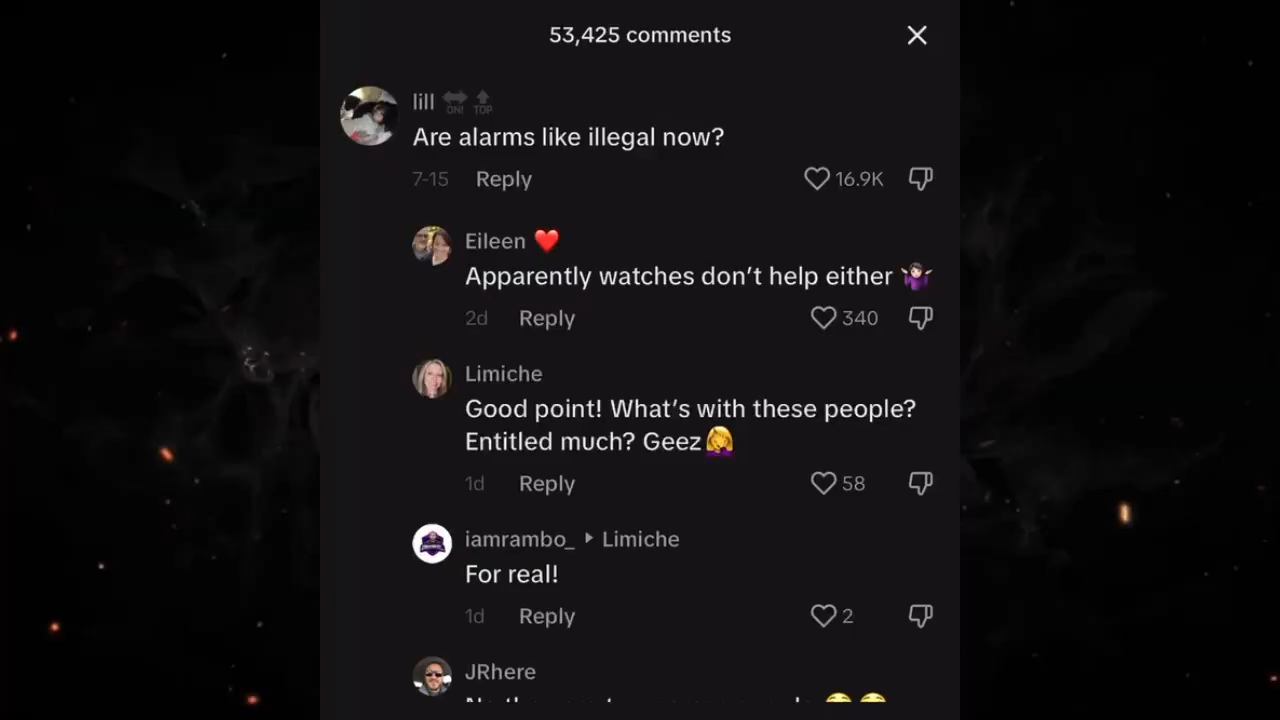 53,425 comments
lill 🔛 🔝
Are alarms like illegal now?
7-15 Reply 16.9K
Eileen ❤️
Apparently watches don't help either 🤷🏻‍♀️
2d Reply 340
Limiche
Good point! What's with these people?
Entitled much? Geez🤦‍♀️
1d Reply 58
iamrambo_ ▸ Limiche
For real!
1d Reply 2
JRhere